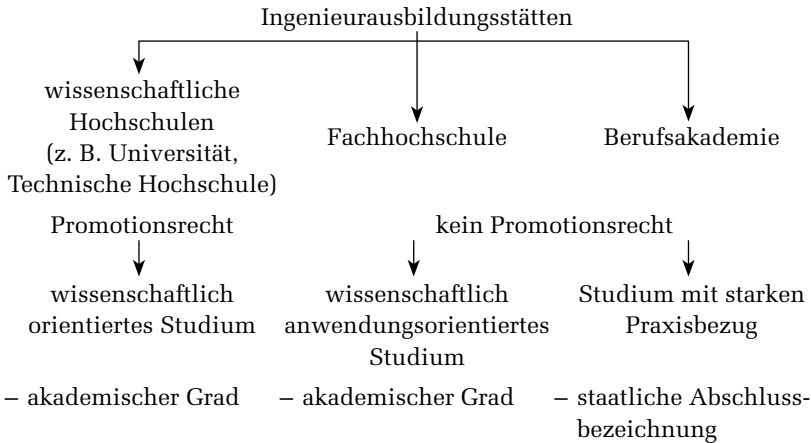 Ingenieurausbildungsstätten
wissenschaftliche
Hochschulen
(z. B. Universität,
Technische Hochschule)
Fachhochschule
Berufsakademie
Promotionsrecht
kein Promotionsrecht
wissenschaftlich
orientiertes Studium
wissenschaftlich
anwendungsorientiertes
Studium
Studium mit starken
Praxisbezug
– akademischer Grad
– akademischer Grad
– staatliche Abschluss-
bezeichnung